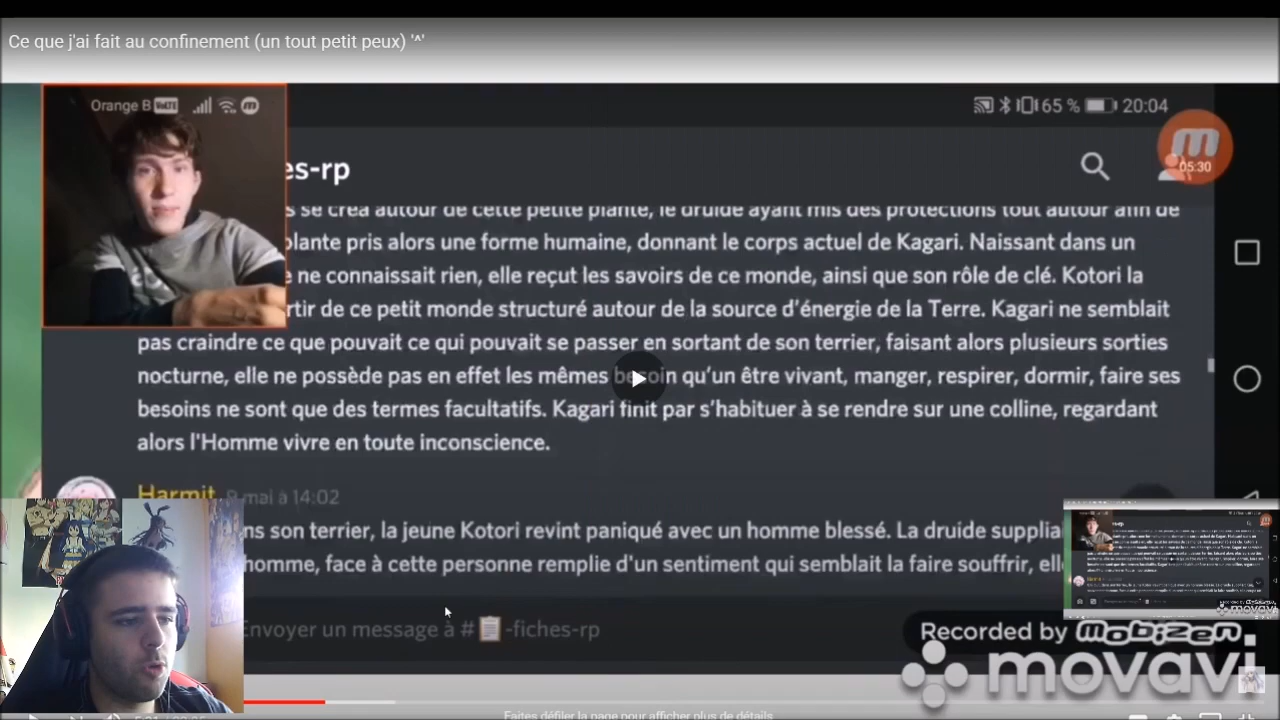 Ce que j'ai fait au confinement (un tout petit peux) '^'
Orange B VoLTE
65 % 20:04
es-rp
05:30
s se créa autour de cette petite plante, le druide ayant mis des protections tout autour afin de
plante pris alors une forme humaine, donnant le corps actuel de Kagari. Naissant dans un
e ne connaissait rien, elle reçut les savoirs de ce monde, ainsi que son rôle de clé. Kotori la
rtir de ce petit monde structuré autour de la source d'énergie de la Terre. Kagari ne semblait
pas craindre ce que pouvait ce qui pouvait se passer en sortant de son terrier, faisant alors plusieurs sorties
nocturne, elle ne possède pas en effet les mêmes besoin qu'un être vivant, manger, respirer, dormir, faire ses
besoins ne sont que des termes facultatifs. Kagari finit par s'habituer à se rendre sur une colline, regardant
alors l'Homme vivre en toute inconscience.
Harmit 9 mai à 14:02
ns son terrier, la jeune Kotori revint paniqué avec un homme blessé. La druide supplia
homme, face à une Kagari remplie d'un sentiment qui semblait la faire souffrir, ell
Envoyer un message à #📋-fiches-rp
Recorded by mobizen
movavi
Faites défiler la page pour afficher plus de détails